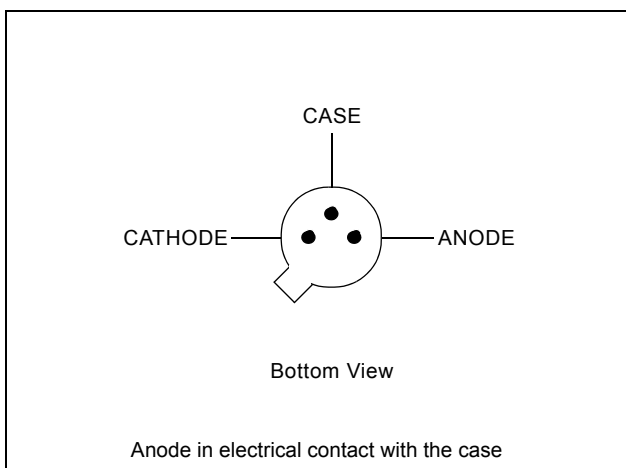 CASE
CATHODE ANODE
Bottom View
Anode in electrical contact with the case